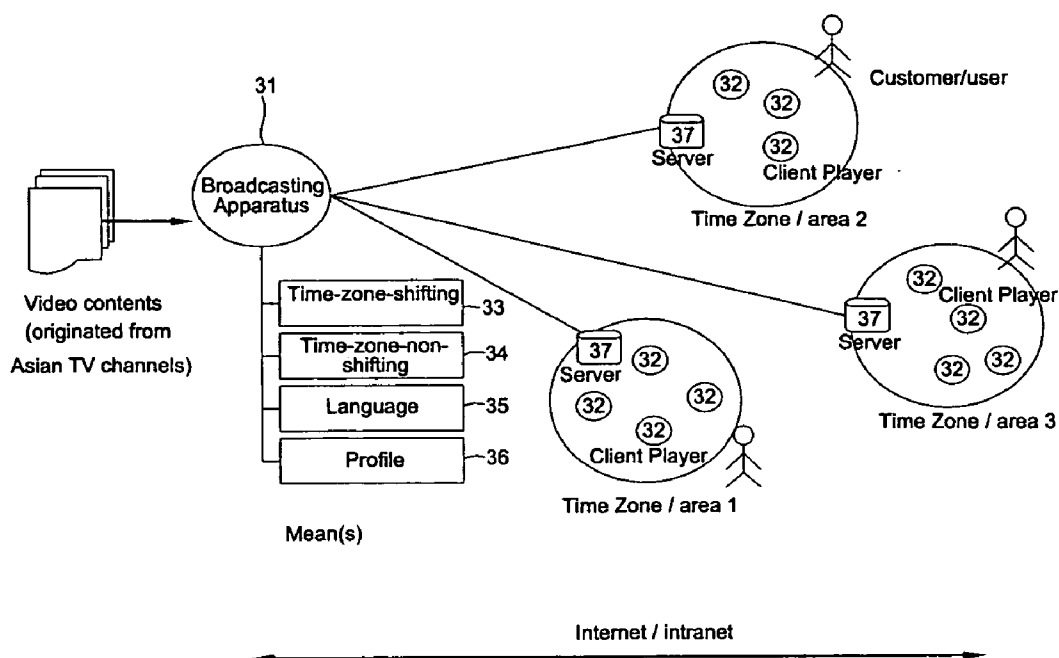 31
Broadcasting
Apparatus
Video contents
(originated from
Asian TV channels)
Time-zone-shifting
33
Time-zone-non-
shifting
34
Language
35
Profile
36
Mean(s)
Customer/user
32
32
32
37
Server
Client Player
Time Zone / area 2
32
Client Player
32
37
Server
32
32
Time Zone / area 3
37
Server
32
32
32
32
Client Player
Time Zone / area 1
Internet / intranet